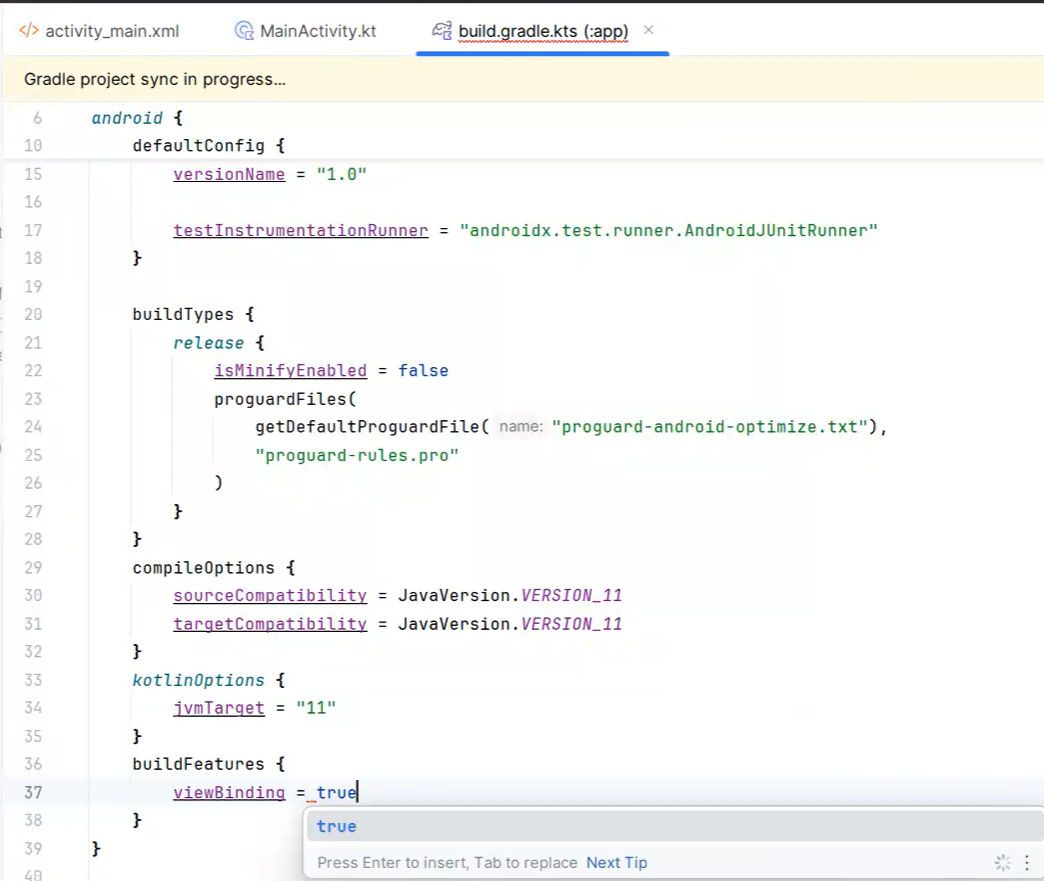 activity_main.xml MainActivity.kt build.gradle.kts (:app)
Gradle project sync in progress...
6 android {
10 defaultConfig {
15 versionName = "1.0"
16
17 testInstrumentationRunner = "androidx.test.runner.AndroidJUnitRunner"
18 }
19
20 buildTypes {
21 release {
22 isMinifyEnabled = false
23 proguardFiles(
24 getDefaultProguardFile( name: "proguard-android-optimize.txt"),
25 "proguard-rules.pro"
26 )
27 }
28 }
29 compileOptions {
30 sourceCompatibility = JavaVersion.VERSION_11
31 targetCompatibility = JavaVersion.VERSION_11
32 }
33 kotlinOptions {
34 jvmTarget = "11"
35 }
36 buildFeatures {
37 viewBinding = true
38 }
true
39 }
Press Enter to insert, Tab to replace Next Tip
40